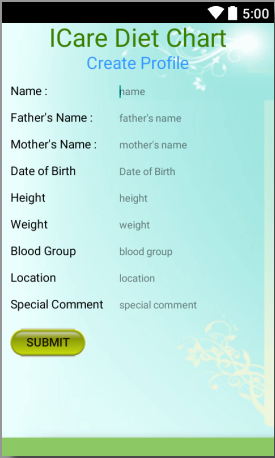 5:00
ICare Diet Chart
Create Profile
Name : name
Father's Name : father's name
Mother's Name : mother's name
Date of Birth Date of Birth
Height height
Weight weight
Blood Group blood group
Location location
Special Comment special comment
SUBMIT